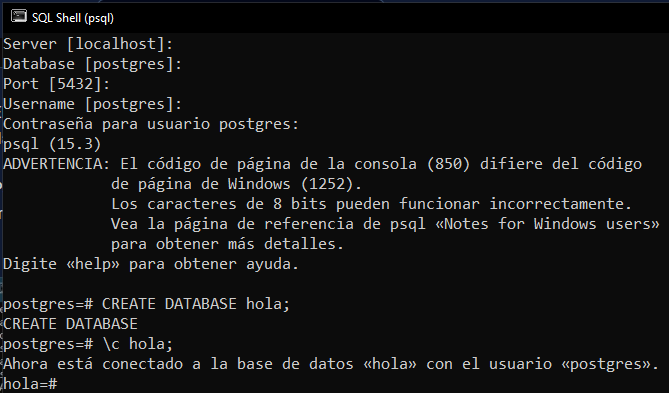 SQL Shell (psql)
Server [localhost]:
Database [postgres]:
Port [5432]:
Username [postgres]:
Contraseña para usuario postgres:
psql (15.3)
ADVERTENCIA: El código de página de la consola (850) difiere del código
de página de Windows (1252).
Los caracteres de 8 bits pueden funcionar incorrectamente.
Vea la página de referencia de psql «Notes for Windows users»
para obtener más detalles.
Digite «help» para obtener ayuda.
postgres=# CREATE DATABASE hola;
CREATE DATABASE
postgres=# \c hola;
Ahora está conectado a la base de datos «hola» con el usuario «postgres».
hola=#